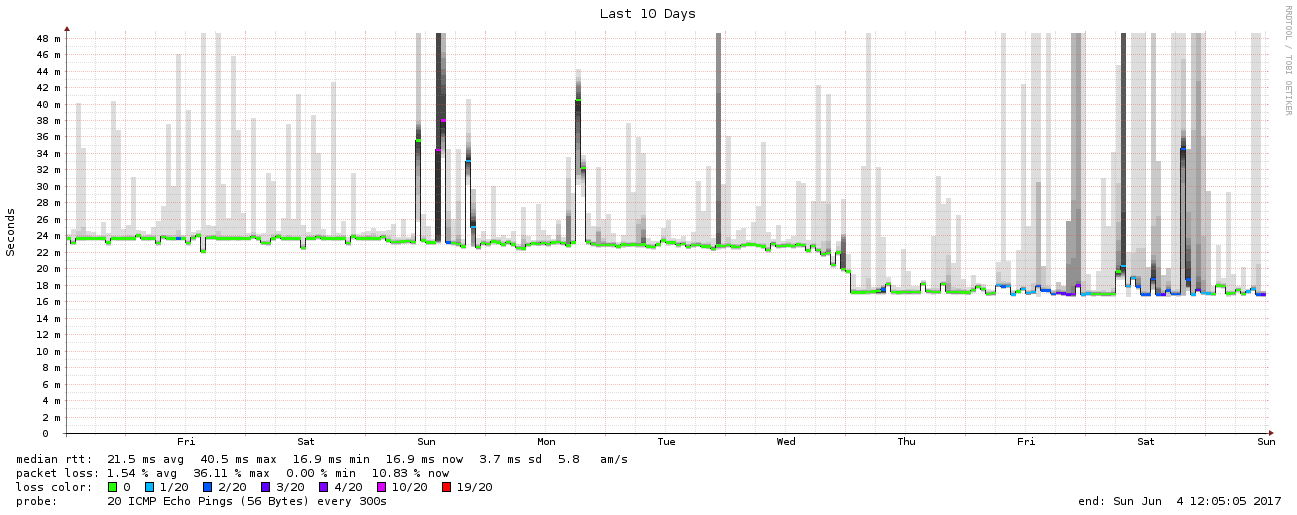 Last 10 Days
RRDTOOL / TOBI OETIKER
Seconds
48 m
46 m
44 m
42 m
40 m
38 m
36 m
34 m
32 m
30 m
28 m
26 m
24 m
22 m
20 m
18 m
16 m
14 m
12 m
10 m
8 m
6 m
4 m
2 m
0
Fri Sat Sun Mon Tue Wed Thu Fri Sat Sun
median rtt: 21.5 ms avg 40.5 ms max 16.9 ms min 16.9 ms now 3.7 ms sd 5.8 am/s
packet loss: 1.54 % avg 36.11 % max 0.00 % min 10.83 % now
loss color: 0 1/20 2/20 3/20 4/20 10/20 19/20
probe: 20 ICMP Echo Pings (56 Bytes) every 300s end: Sun Jun 4 12:05:05 2017